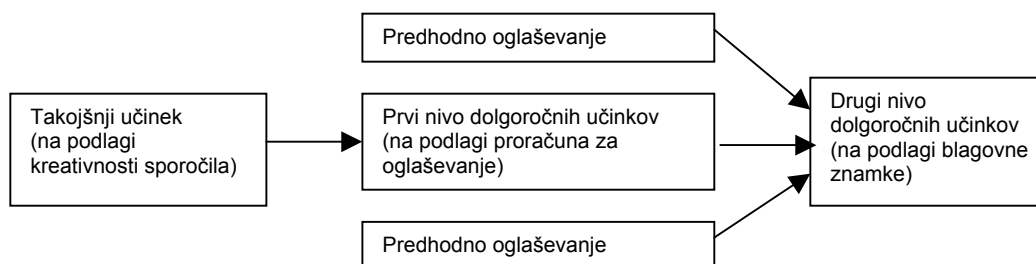 Predhodno oglaševanje
Takojšnji učinek
(na podlagi
kreativnosti sporočila)
Prvi nivo dolgoročnih učinkov
(na podlagi proračuna za
oglaševanje)
Drugi nivo
dolgoročnih učinkov
(na podlagi blagovne
znamke)
Predhodno oglaševanje